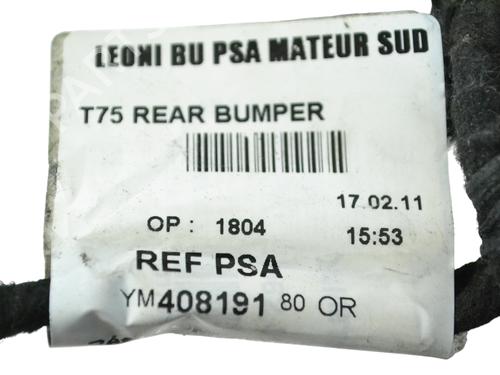 LEONI BU PSA MATEUR SUD
T75 REAR BUMPER
17.02.11
OP : 1804
15:53
REF PSA
YM408191 80 OR